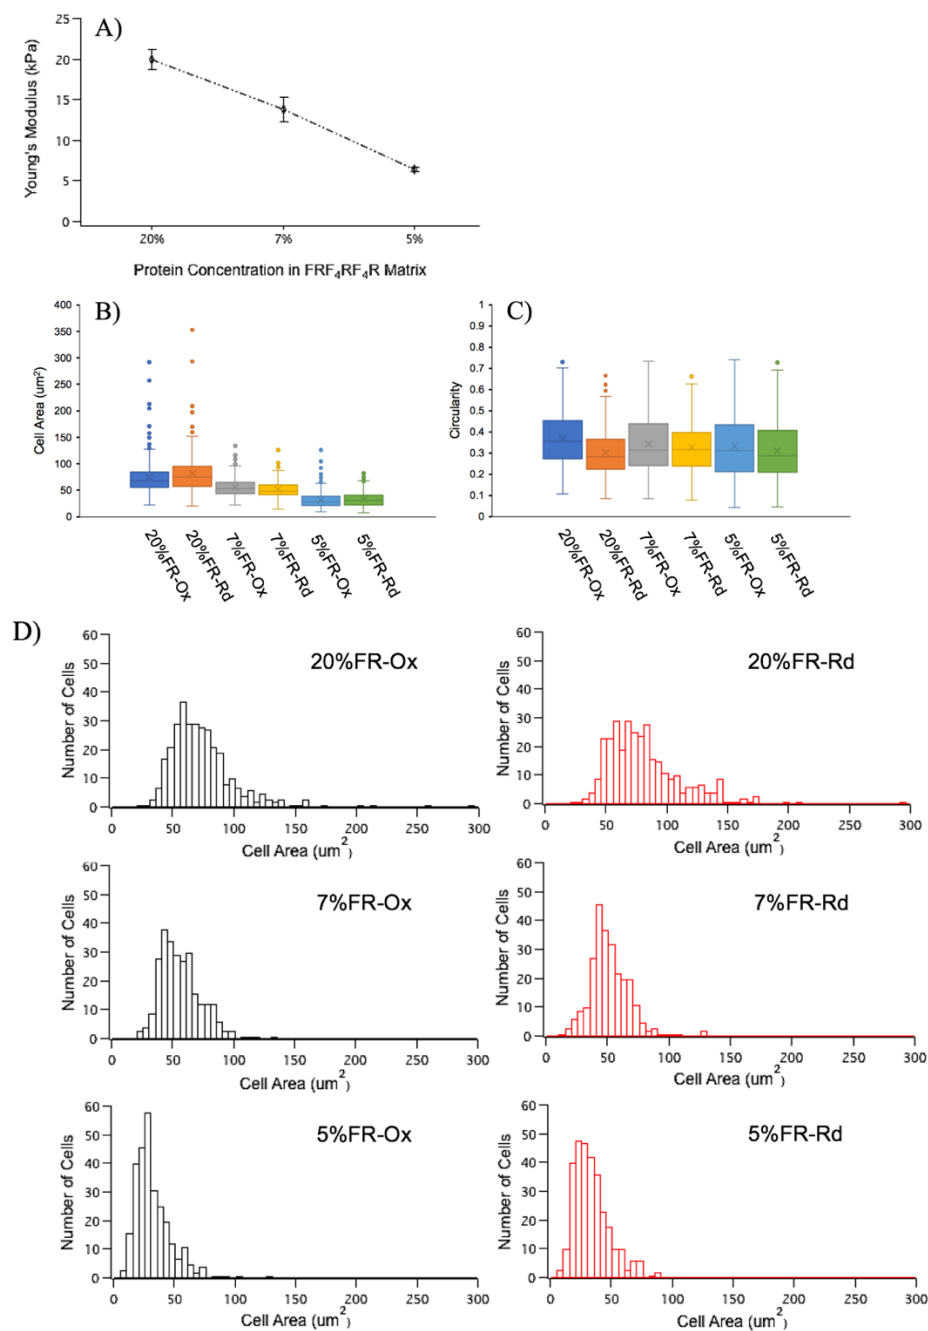 A)
Young's Modulus (kPa)
25
20
15
10
5
0
20%
7%
5%
Protein Concentration in FRF4RF4R Matrix
B)
Cell Area (um²)
400
350
300
250
200
150
100
50
0
20%FR-Ox
20%FR-Rd
7%FR-Ox
7%FR-Rd
5%FR-Ox
5%FR-Rd
C)
Circularity
1
0.9
0.8
0.7
0.6
0.5
0.4
0.3
0.2
0.1
0
20%FR-Ox
20%FR-Rd
7%FR-Ox
7%FR-Rd
5%FR-Ox
5%FR-Rd
D)
20%FR-Ox
Number of Cells
60
50
40
30
20
10
0
0 50 100 150 200 250 300
Cell Area (um²)
20%FR-Rd
Number of Cells
60
50
40
30
20
10
0
0 50 100 150 200 250 300
Cell Area (um²)
7%FR-Ox
Number of Cells
60
50
40
30
20
10
0
0 50 100 150 200 250 300
Cell Area (um²)
7%FR-Rd
Number of Cells
60
50
40
30
20
10
0
0 50 100 150 200 250 300
Cell Area (um²)
5%FR-Ox
Number of Cells
60
50
40
30
20
10
0
0 50 100 150 200 250 300
Cell Area (um²)
5%FR-Rd
Number of Cells
60
50
40
30
20
10
0
0 50 100 150 200 250 300
Cell Area (um²)